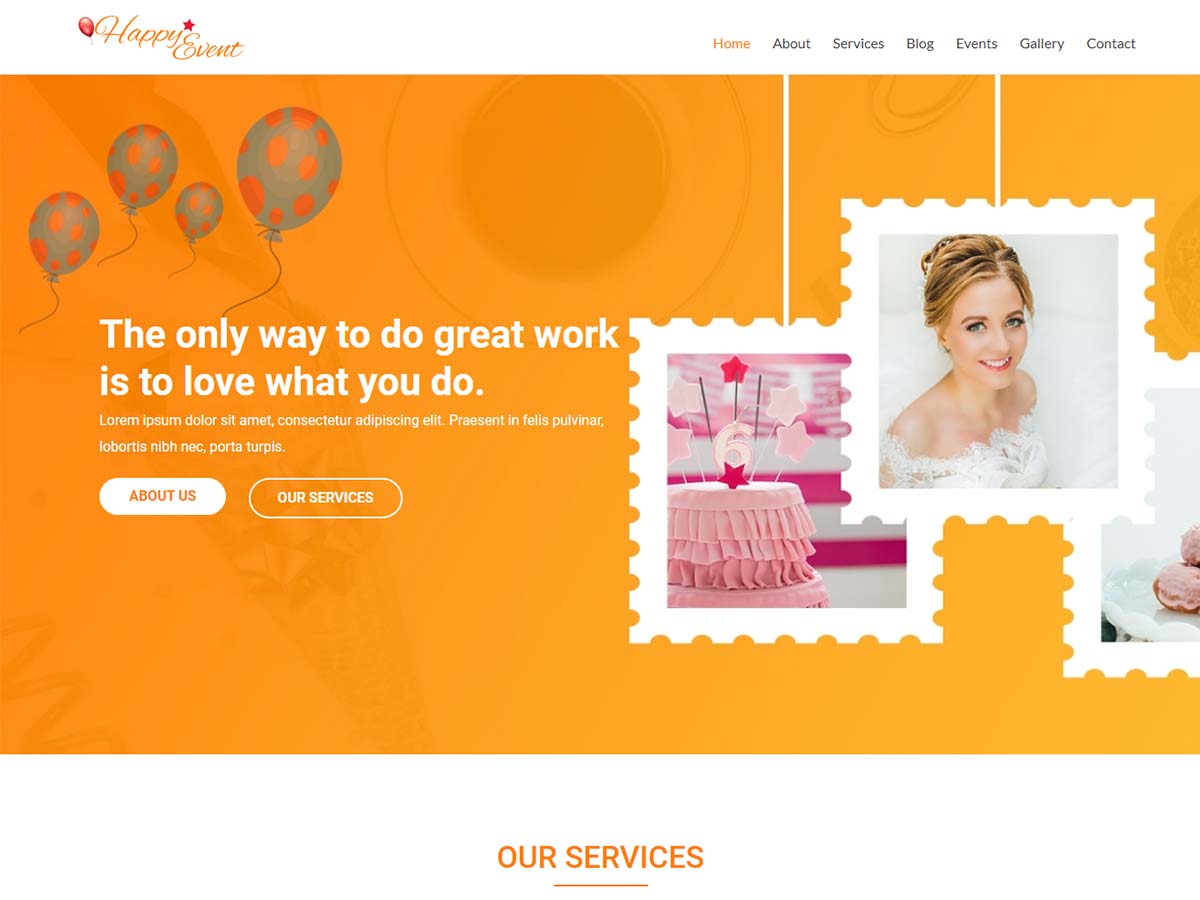 Happy
Event
Home About Services Blog Events Gallery Contact
The only way to do great work
is to love what you do.
Lorem ipsum dolor sit amet, consectetur adipiscing elit. Praesent in felis pulvinar,
lobortis nibh nec, porta turpis.
ABOUT US OUR SERVICES
6
OUR SERVICES